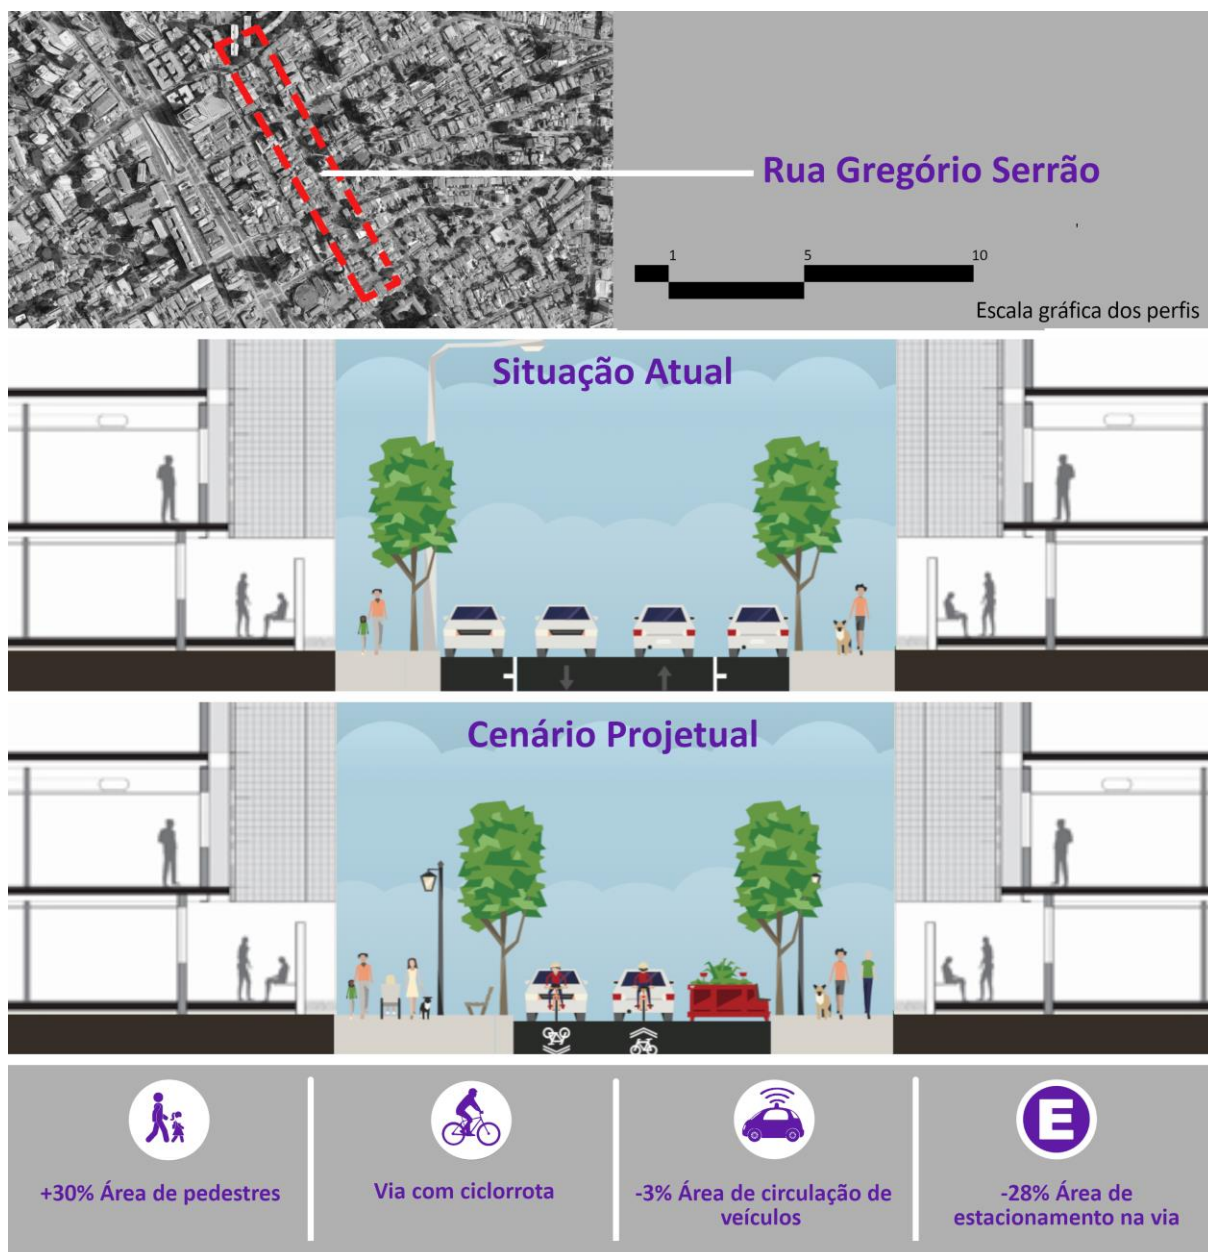 Rua Gregório Serrão
1 5 10
Escala gráfica dos perfis
Situação Atual
Cenário Projetual
E
+30% Área de pedestres
Via com ciclorrota
-3% Área de circulação de
veículos
-28% Área de
estacionamento na via